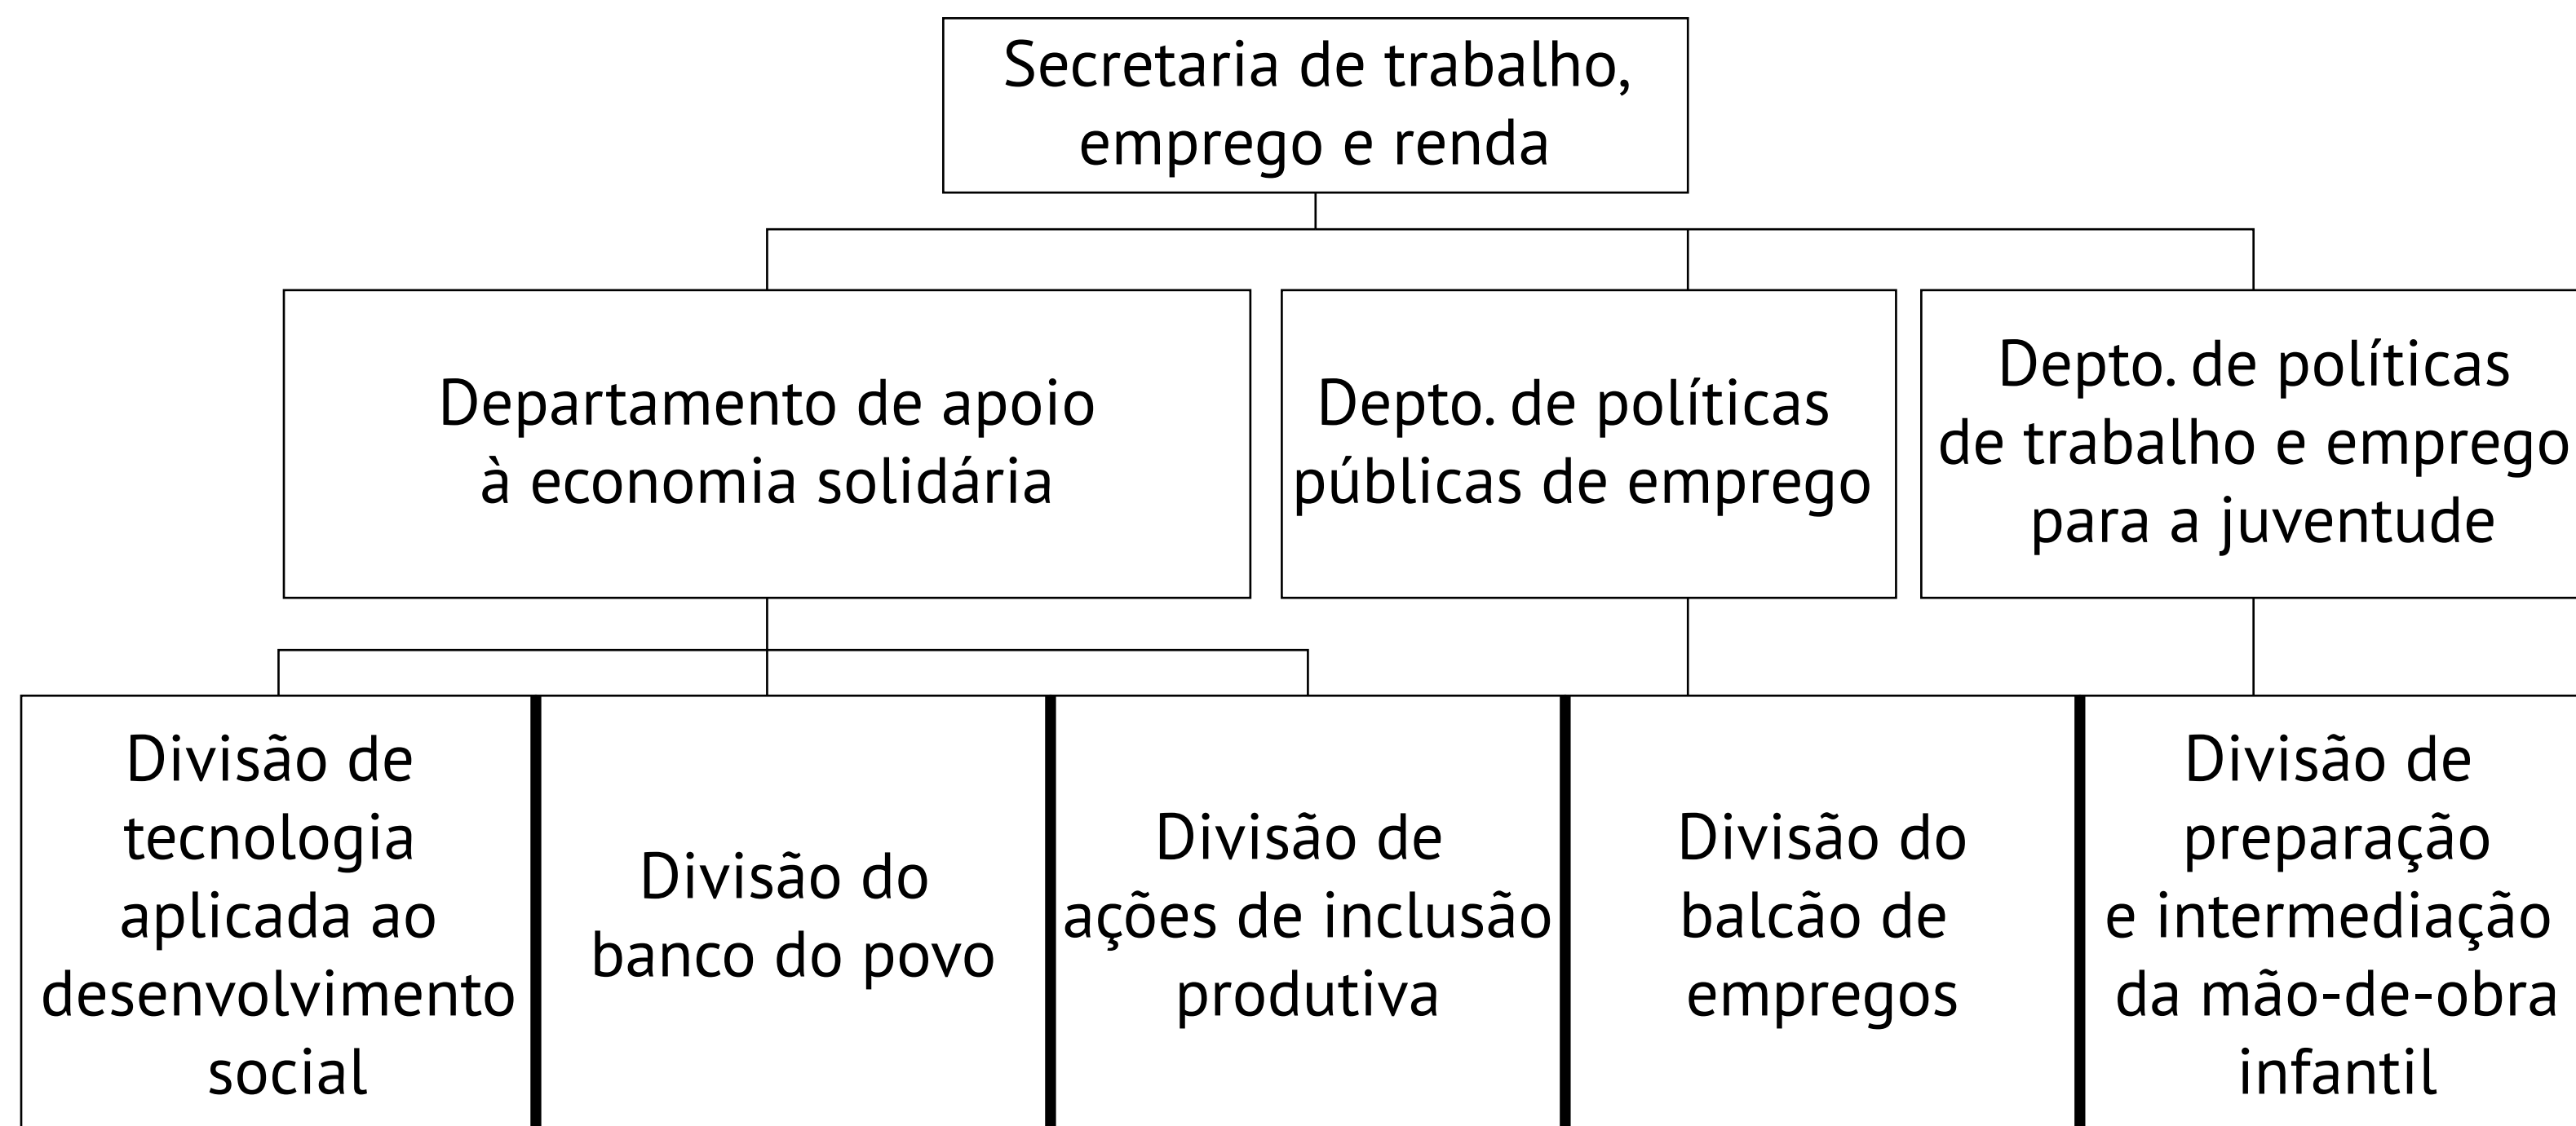 Secretaria de trabalho,
emprego e renda
Departamento de apoio
à economia solidária
Depto. de políticas
públicas de emprego
Depto. de políticas
de trabalho e emprego
para a juventude
Divisão de
tecnologia
aplicada ao
desenvolvimento
social
Divisão do
banco do povo
Divisão de
ações de inclusão
produtiva
Divisão do
balcão de
empregos
Divisão de
preparação
e intermediação
da mão-de-obra
infantil